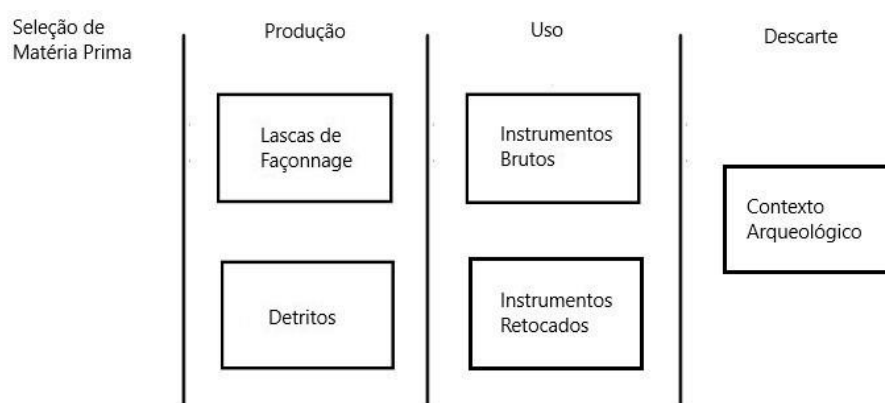 Seleção de
Matéria Prima
Produção
Uso
Descarte
Lascas de
Façonnage
Instrumentos
Brutos
Contexto
Arqueológico
Detritos
Instrumentos
Retocados